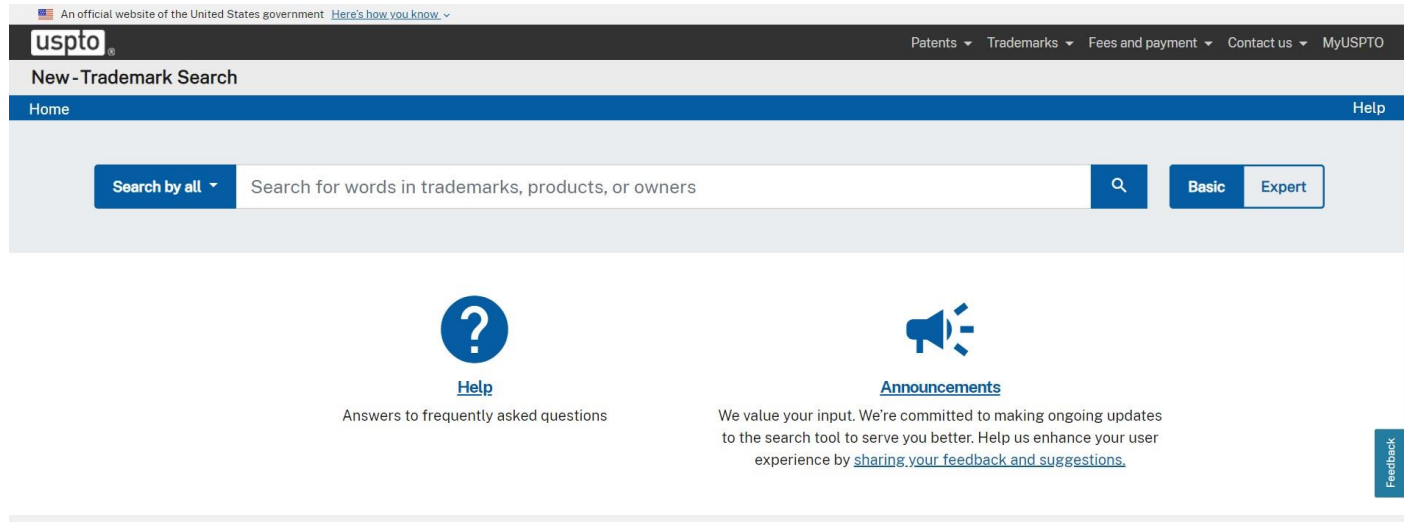 An official website of the United States government Here's how you know
uspto®
Patents Trademarks Fees and payment Contact us MyUSPTO
New - Trademark Search
Home Help
Search by all Search for words in trademarks, products, or owners Basic Expert
Help
Answers to frequently asked questions
Announcements
We value your input. We're committed to making ongoing updates
to the search tool to serve you better. Help us enhance your user
experience by sharing your feedback and suggestions.
Feedback